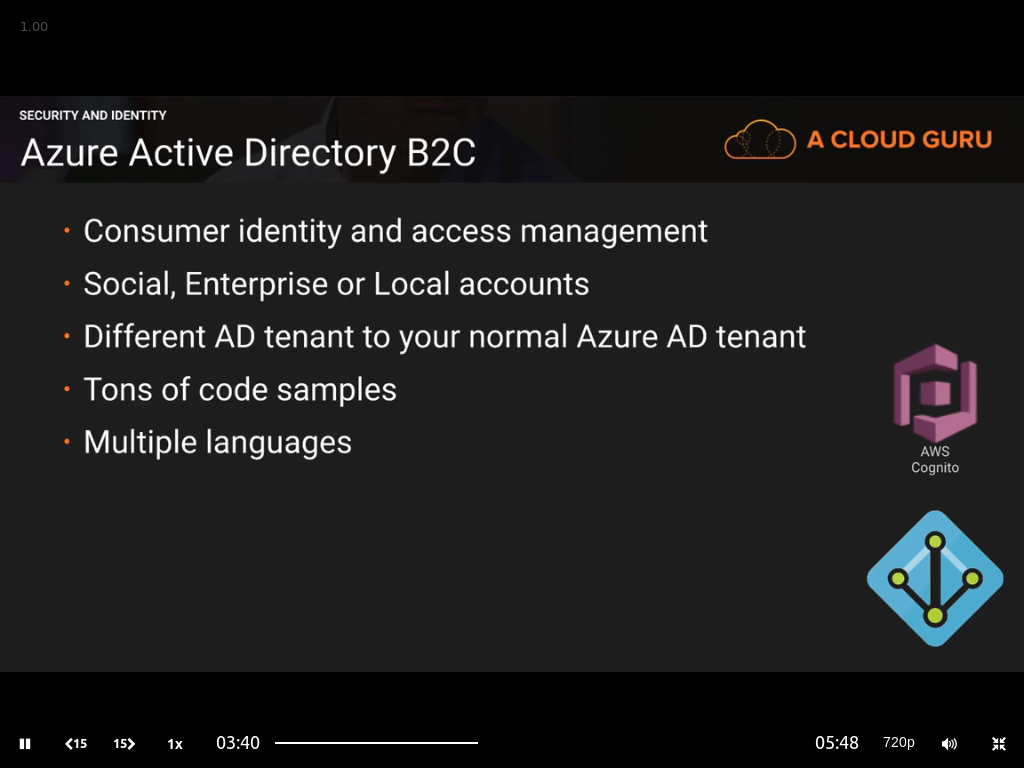 1.00
SECURITY AND IDENTITY
Azure Active Directory B2C
A CLOUD GURU
• Consumer identity and access management
• Social, Enterprise or Local accounts
• Different AD tenant to your normal Azure AD tenant
• Tons of code samples
• Multiple languages
AWS
Cognito
15 15 1x 03:40 05:48 720p